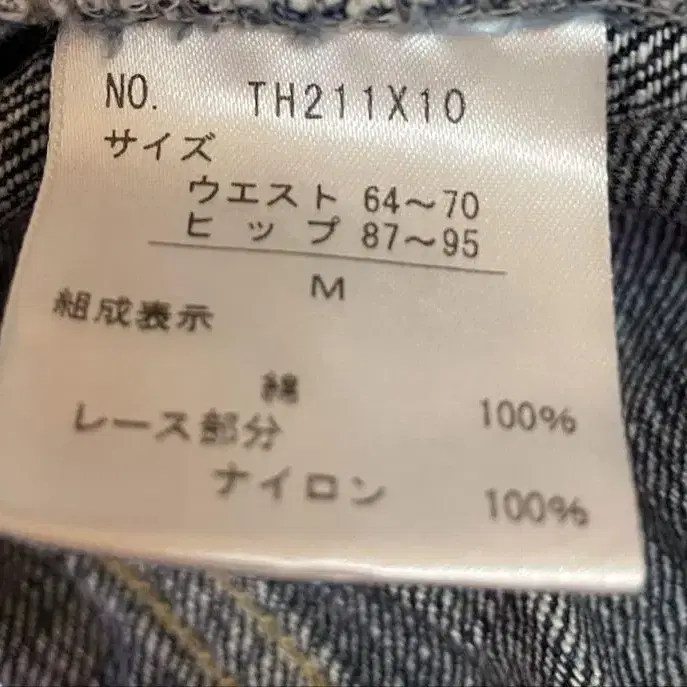 NO. TH211X10
サイズ
ウエスト 64〜70
ヒップ 87〜95
M
組成表示
綿 100%
レース部分
ナイロン 100%